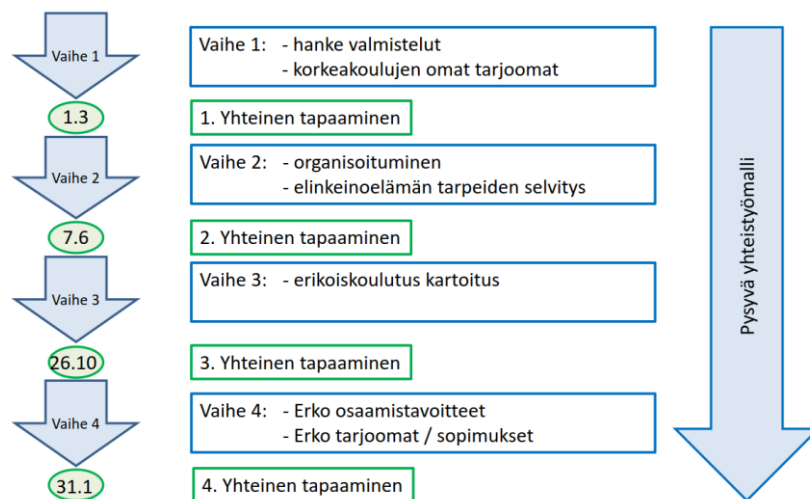 Vaihe 1
Vaihe 1: - hanke valmistelut
- korkeakoulujen omat tarjoomat
1.3
1. Yhteinen tapaaminen
Vaihe 2
Vaihe 2: - organisoituminen
- elinkeinoelämän tarpeiden selvitys
7.6
2. Yhteinen tapaaminen
Vaihe 3
Vaihe 3: - erikoiskoulutus kartoitus
26.10
3. Yhteinen tapaaminen
Vaihe 4
Vaihe 4: - Erko osaamistavoitteet
- Erko tarjoomat / sopimukset
31.1
4. Yhteinen tapaaminen
Pysyvä yhteistyömalli